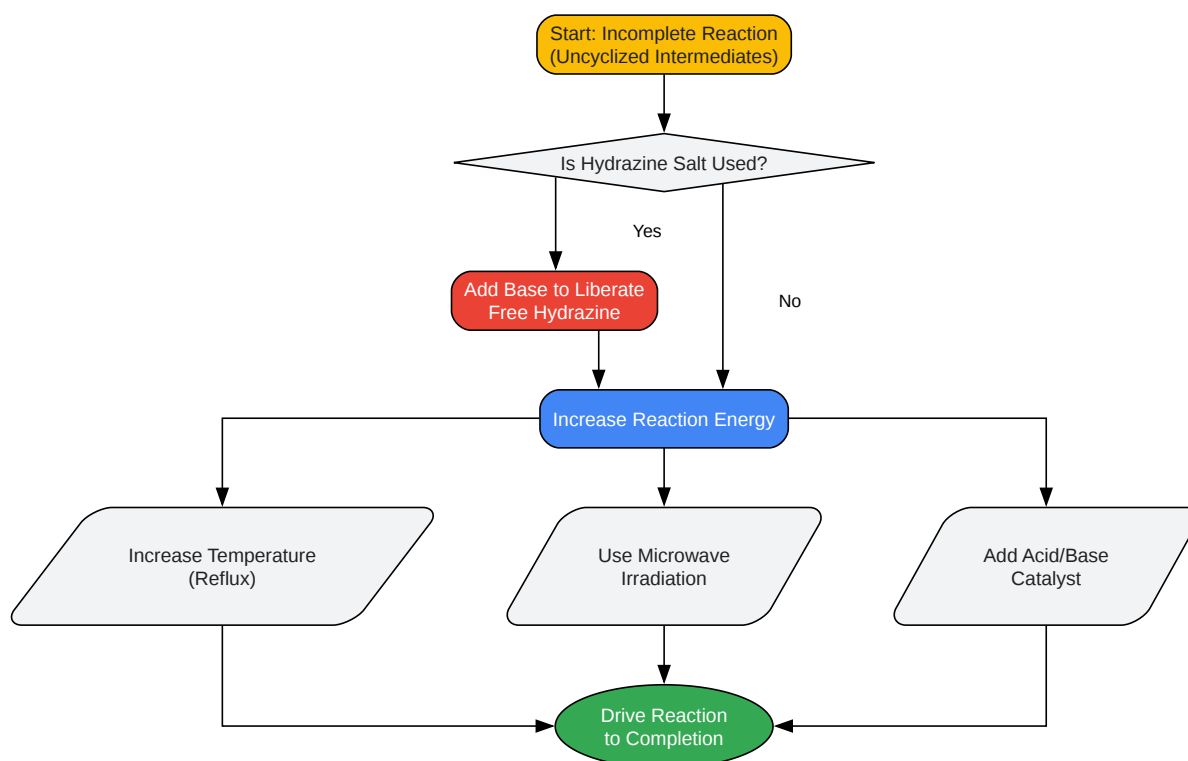 Start: Incomplete Reaction
(Uncyclized Intermediates)
Is Hydrazine Salt Used?
Yes
Add Base to Liberate
Free Hydrazine
No
Increase Reaction Energy
Increase Temperature
(Reflux)
Use Microwave
Irradiation
Add Acid/Base
Catalyst
Drive Reaction
to Completion